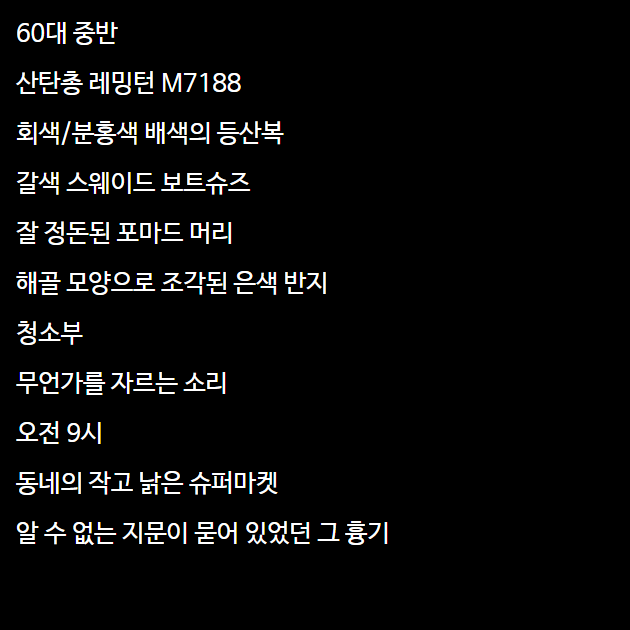 60대 중반
산탄총 레밍턴 M7188
회색/분홍색 배색의 등산복
갈색 스웨이드 보트슈즈
잘 정돈된 포마드 머리
해골 모양으로 조각된 은색 반지
청소부
무언가를 자르는 소리
오전 9시
동네의 작고 낡은 슈퍼마켓
알 수 없는 지문이 묻어 있었던 그 흉기